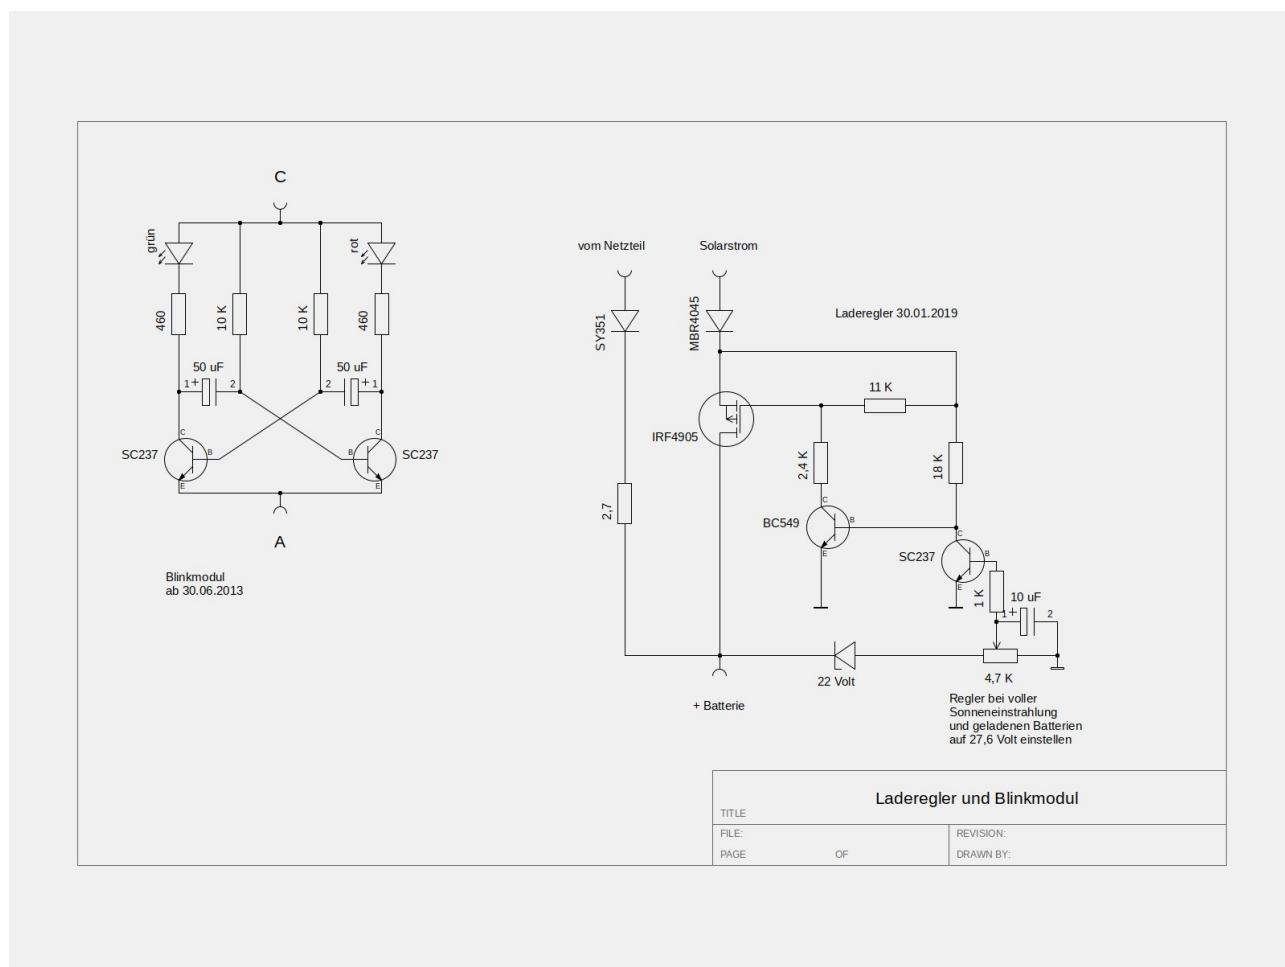 C
grün
rot
460
10 K
10 K
460
50 uF
50 uF
1 +
2
2
+ 1
C
C
SC237
B
B
SC237
E
E
A
Blinkmodul
ab 30.06.2013
vom Netzteil
Solarstrom
SY351
MBR4045
Laderegler 30.01.2019
11 K
IRF4905
2,4 K
18 K
2,7
C
BC549
B
E
C
SC237
B
E
1 K
10 uF
1 +
2
22 Volt
4,7 K
+ Batterie
Regler bei voller
Sonneneinstrahlung
und geladenen Batterien
auf 27,6 Volt einstellen
Laderegler und Blinkmodul
TITLE
FILE:
REVISION:
PAGE
OF
DRAWN BY: